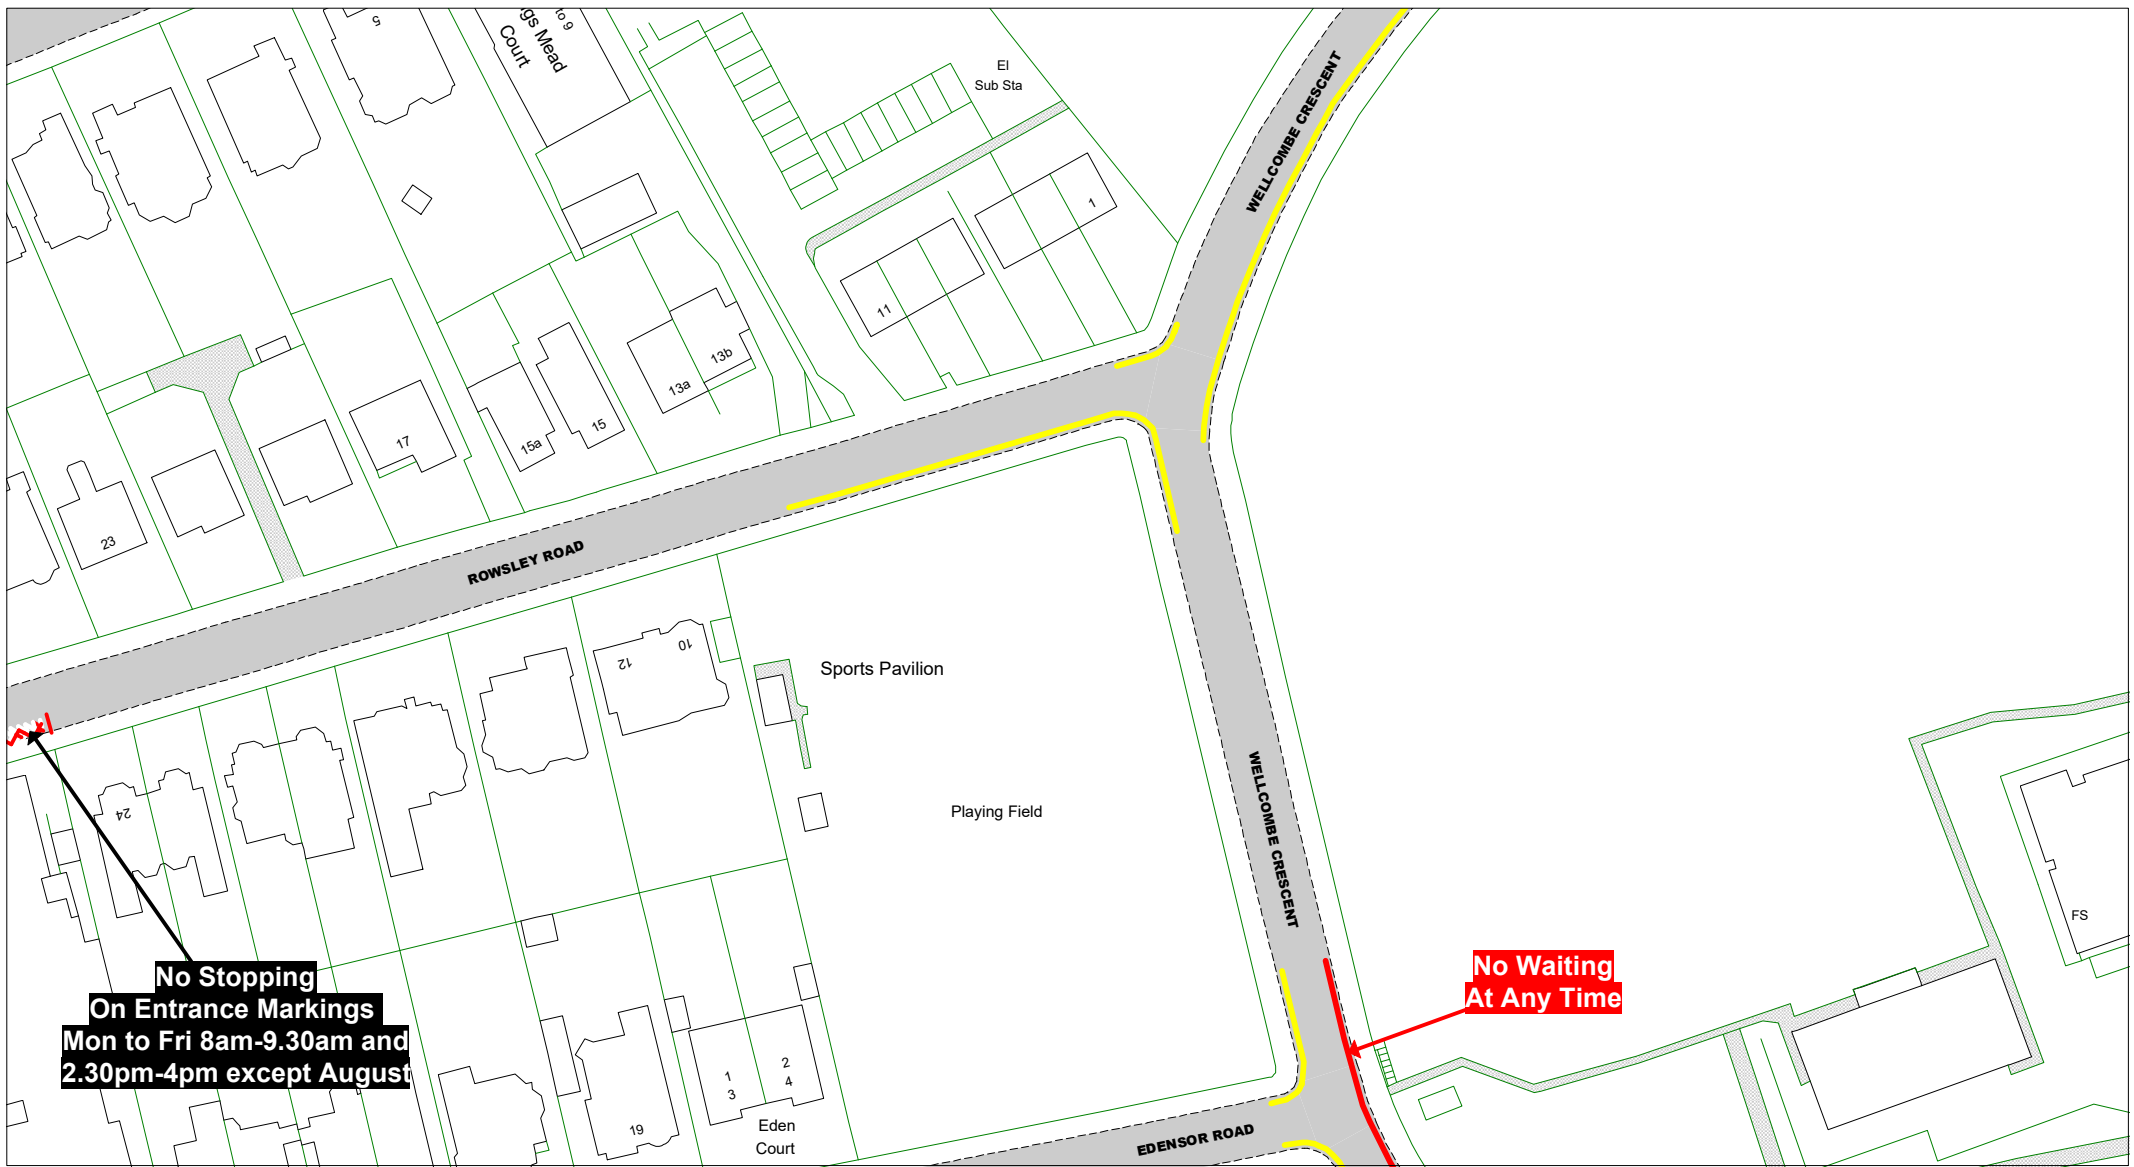 5
to 9
gs Mead
Court
El
Sub Sta
WELLCOMBE CRESCENT
1
11
13b
13a
15
15a
17
23
ROWSLEY ROAD
10
12
Sports Pavilion
24
Playing Field
WELLCOMBE CRESCENT
FS
No Stopping
On Entrance Markings
Mon to Fri 8am-9.30am and
2.30pm-4pm except August
No Waiting
At Any Time
1
3
2
4
19
Eden
Court
EDENSOR ROAD